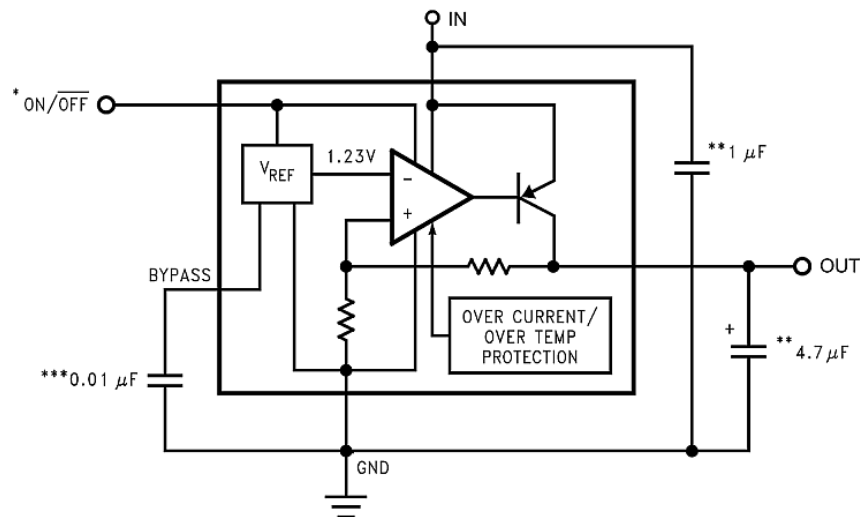 IN
* ON/OFF
1.23V
VREF
−
+
**1 μF
BYPASS
OUT
OVER CURRENT/
OVER TEMP
PROTECTION
+
**4.7 μF
***0.01 μF
GND